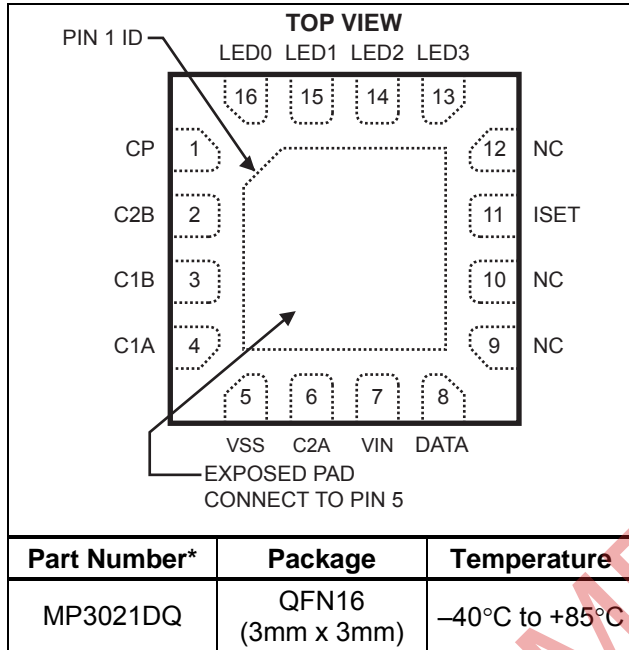 TOP VIEW
PIN 1 ID
LED0 LED1 LED2 LED3
16 15 14 13
CP 1 12 NC
C2B 2 11 ISET
C1B 3 10 NC
C1A 4 9 NC
5 6 7 8
VSS C2A VIN DATA
EXPOSED PAD
CONNECT TO PIN 5
Part Number* Package Temperature
MP3021DQ QFN16 (3mm x 3mm) –40°C to +85°C